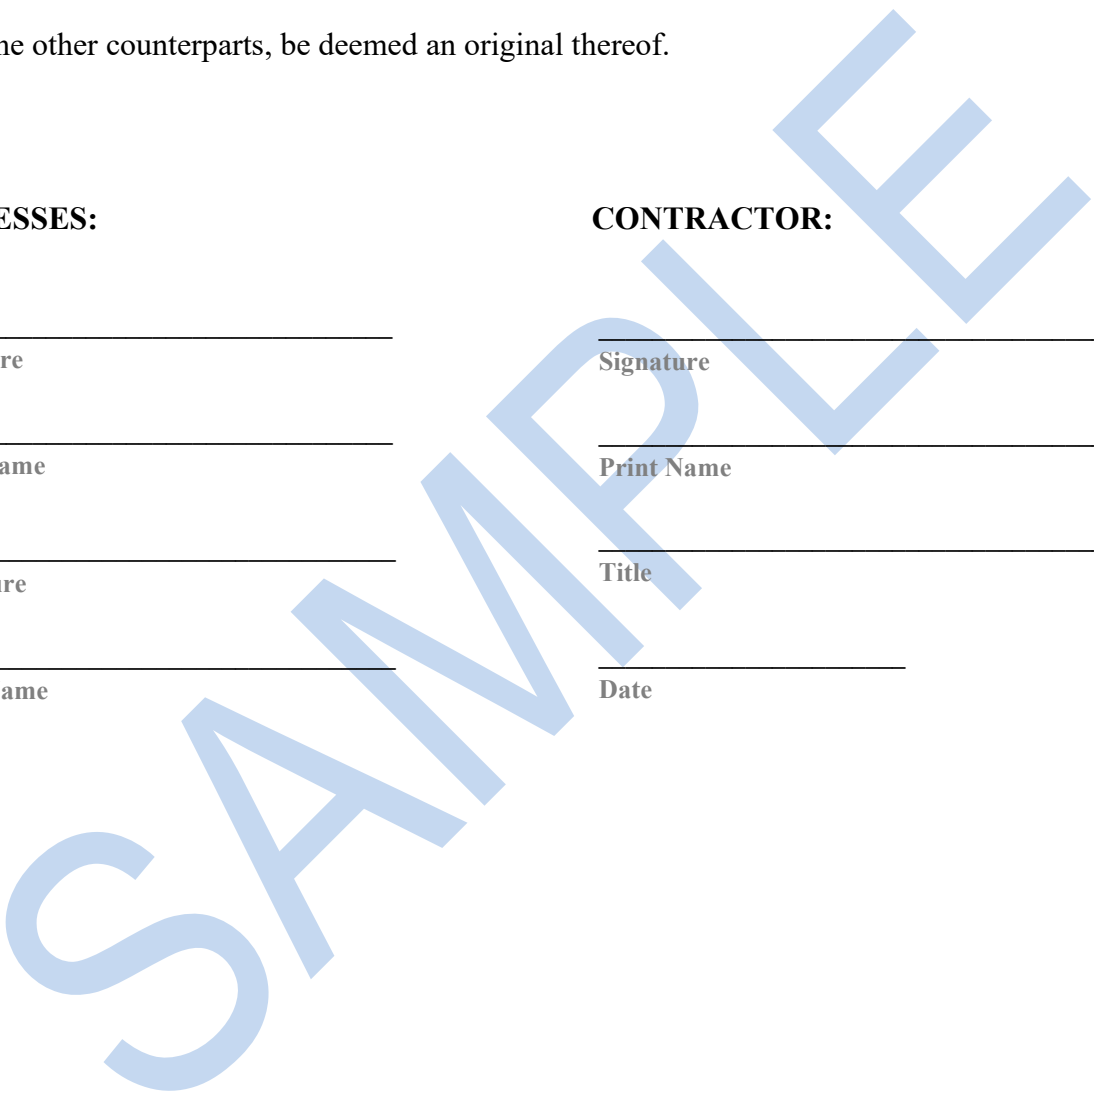 he other counterparts, be deemed an original thereof.
ESSES: CONTRACTOR:
re Signature
ame Print Name
Title
ure
ame Date
SAMPLE